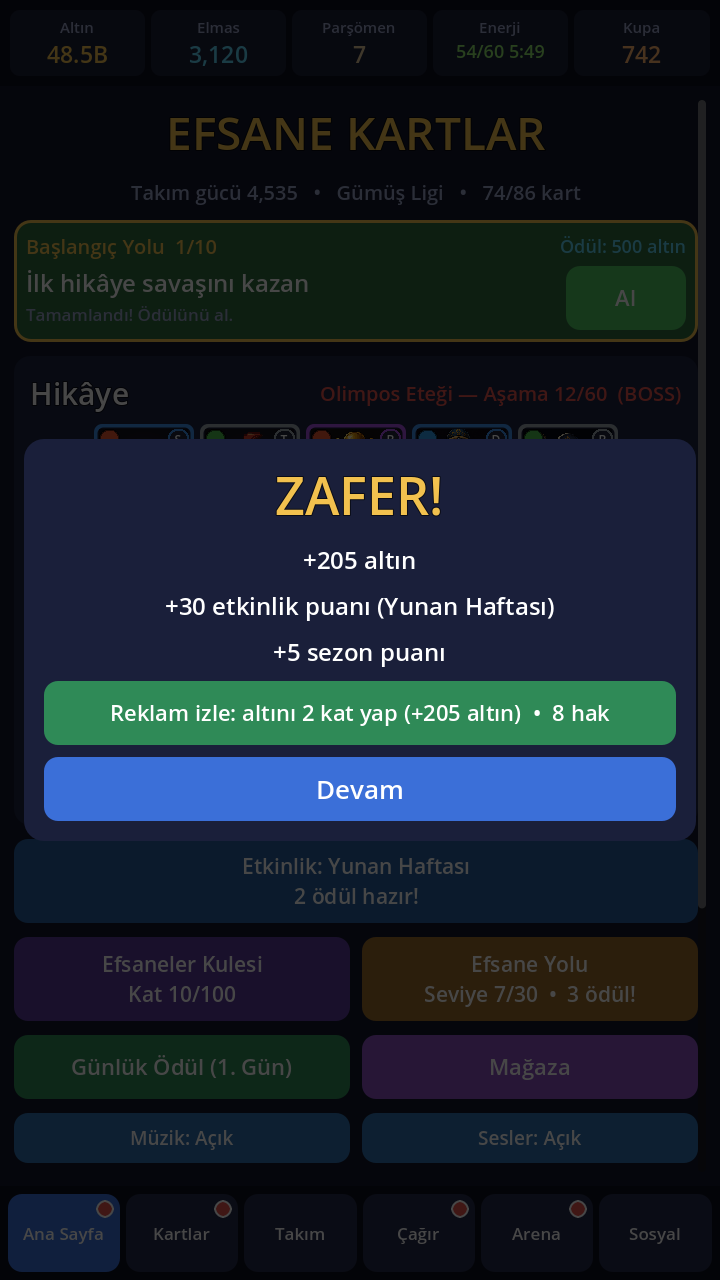 Altın
48.5B
Elmas
3,120
Parşömen
7
Enerji
54/60 5:49
Kupa
742
EFSANE KARTLAR
Takım gücü 4,535 • Gümüş Ligi • 74/86 kart
Başlangıç Yolu 1/10
Ödül: 500 altın
İlk hikâye savaşını kazan
Al
Tamamlandı! Ödülünü al.
Hikâye
Olimpos Eteği — Aşama 12/60 (BOSS)
ZAFER!
+205 altın
+30 etkinlik puanı (Yunan Haftası)
+5 sezon puanı
Reklam izle: altını 2 kat yap (+205 altın) • 8 hak
Devam
Etkinlik: Yunan Haftası
2 ödül hazır!
Efsaneler Kulesi
Kat 10/100
Efsane Yolu
Seviye 7/30 • 3 ödül!
Günlük Ödül (1. Gün)
Mağaza
Müzik: Açık
Sesler: Açık
Ana Sayfa
Kartlar
Takım
Çağır
Arena
Sosyal